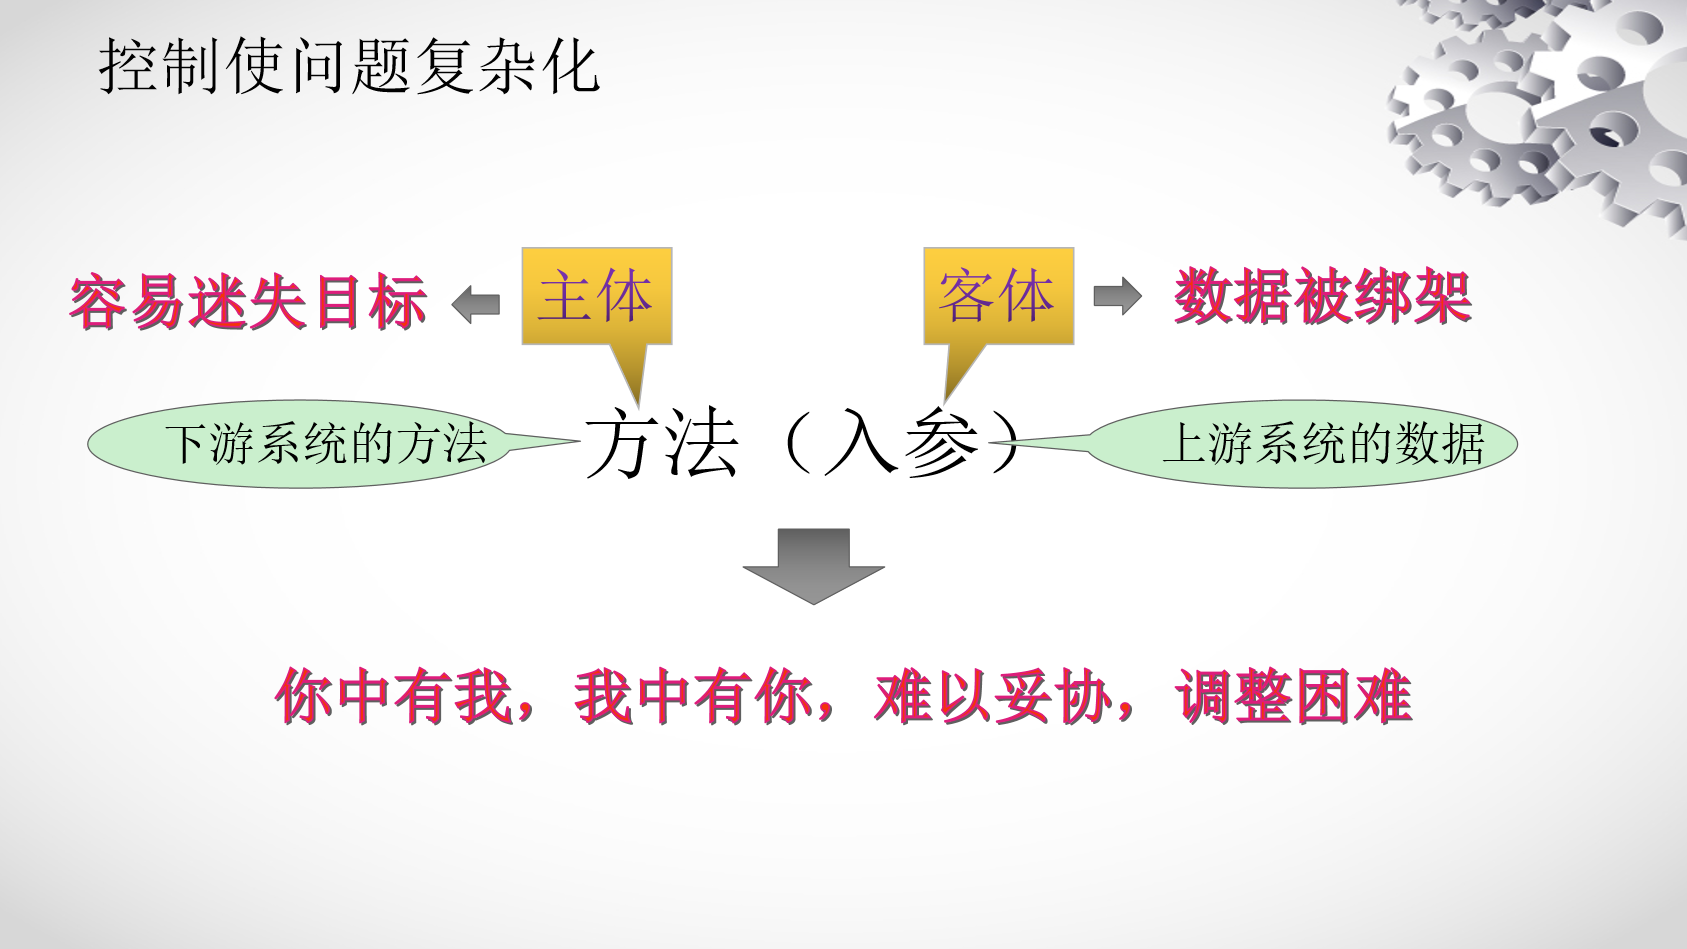 控制使问题复杂化
容易迷失目标
主体
客体
数据被绑架
下游系统的方法
方法（入参）
上游系统的数据
你中有我，我中有你，难以妥协，调整困难